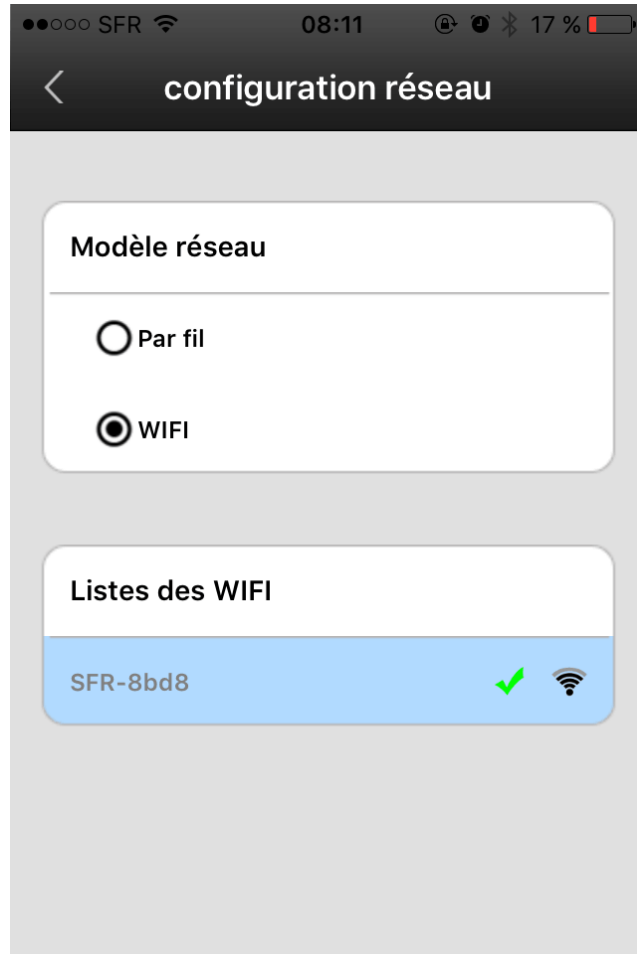 SFR 08:11 17 %
configuration réseau
Modèle réseau
Par fil
WIFI
Listes des WIFI
SFR-8bd8